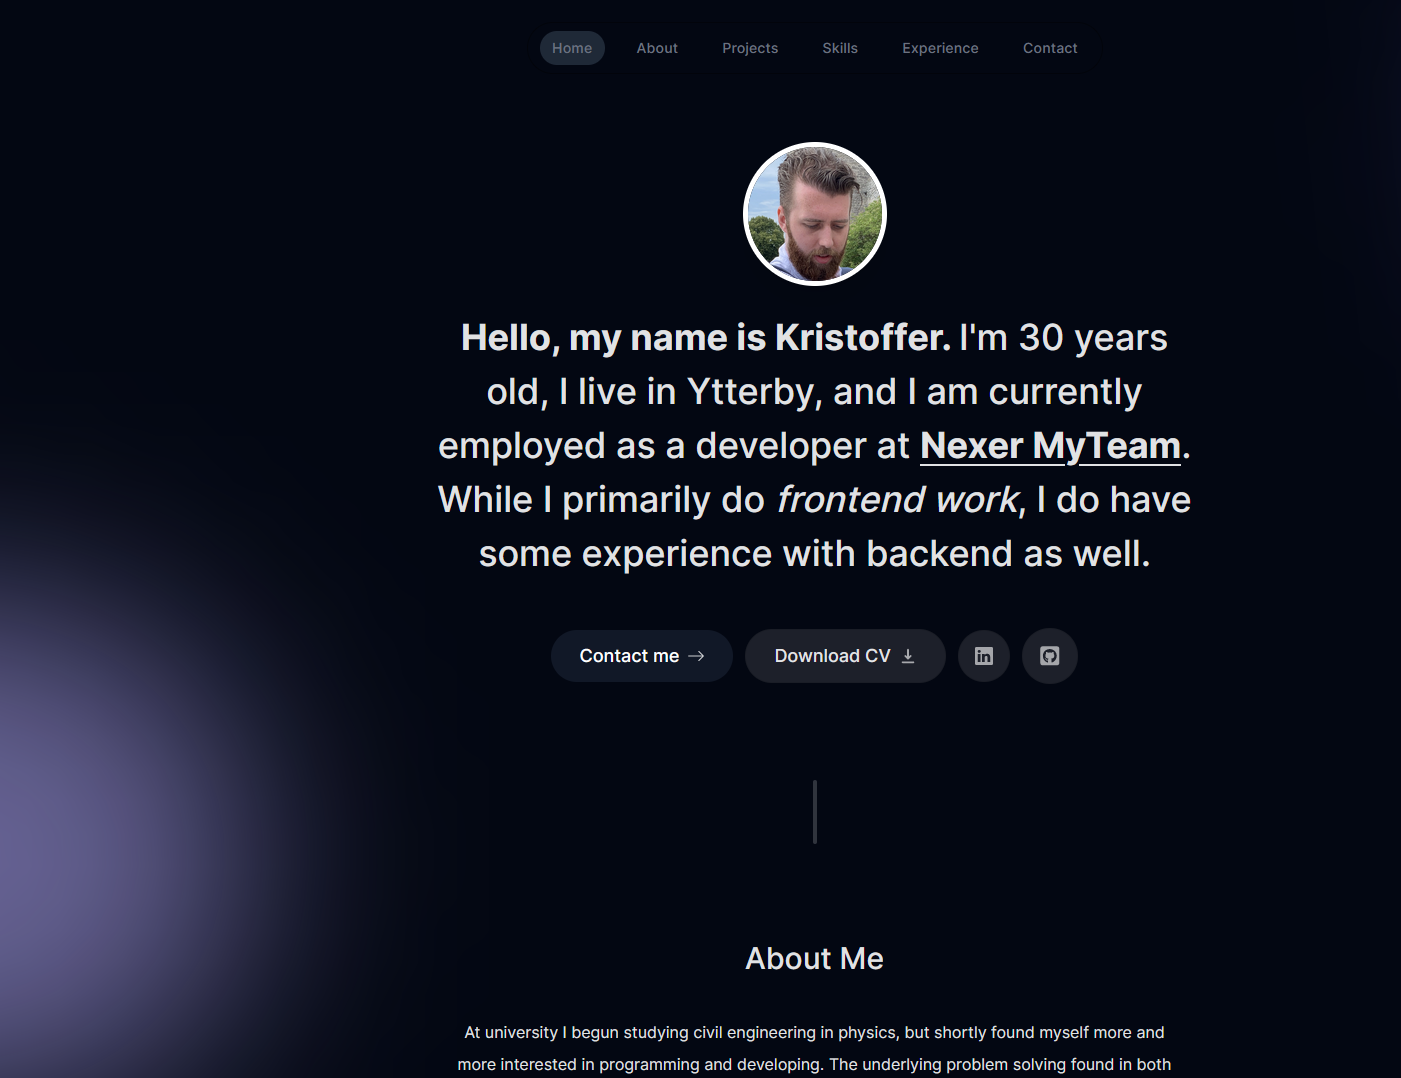 Home About Projects Skills Experience Contact
Hello, my name is Kristoffer. I'm 30 years
old, I live in Ytterby, and I am currently
employed as a developer at Nexer MyTeam.
While I primarily do frontend work, I do have
some experience with backend as well.
Contact me Download CV in
About Me
At university I begun studying civil engineering in physics, but shortly found myself more and
more interested in programming and developing. The underlying problem solving found in both